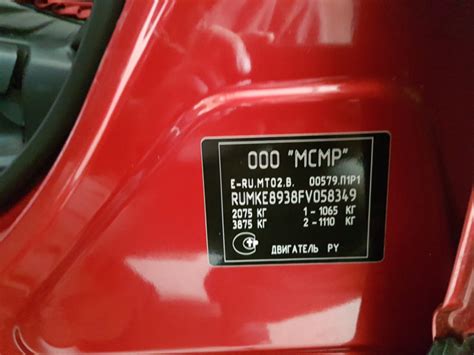 ООО "МСМР"
E-RU.MT02.B. 00579.П1Р1
RUMKE8938FV058349
2075 КГ 1 - 1065 КГ
3875 КГ 2 - 1110 КГ
ДВИГАТЕЛЬ PY